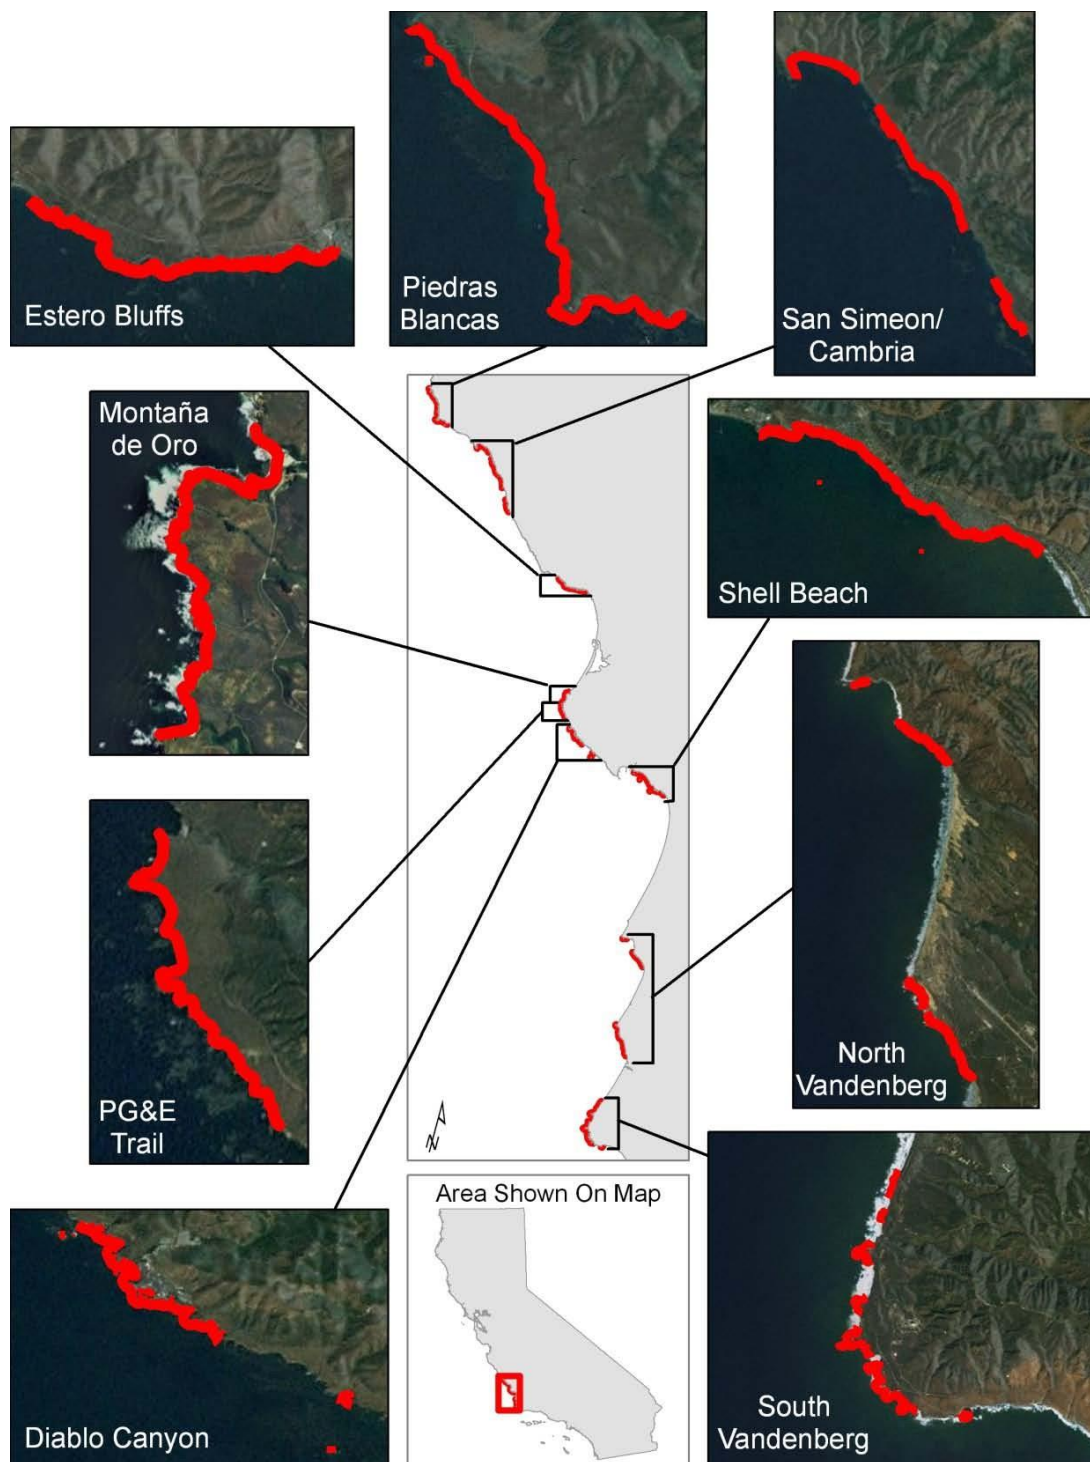 Piedras
Blancas
San Simeon/
Cambria
Estero Bluffs
Montaña
de Oro
Shell Beach
North
Vandenberg
PG&E
Trail
N
Area Shown On Map
Diablo Canyon
South
Vandenberg